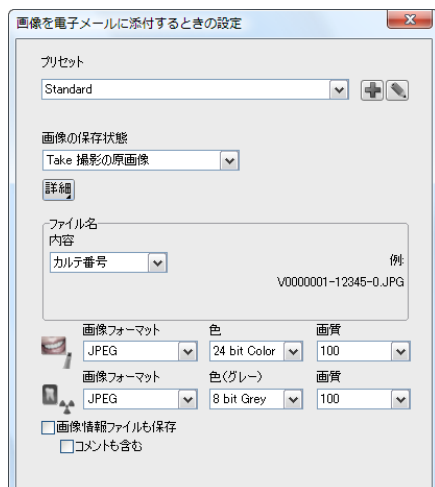 画像を電子メールに添付するときの設定
プリセット
Standard
画像の保存状態
Take 撮影の原画像
詳細
ファイル名
内容
カルテ番号
例:
V0000001-12345-0.JPG
画像フォーマット 色 画質
JPEG 24 bit Color 100
画像フォーマット 色(グレー) 画質
JPEG 8 bit Grey 100
画像情報ファイルも保存
コメントも含む